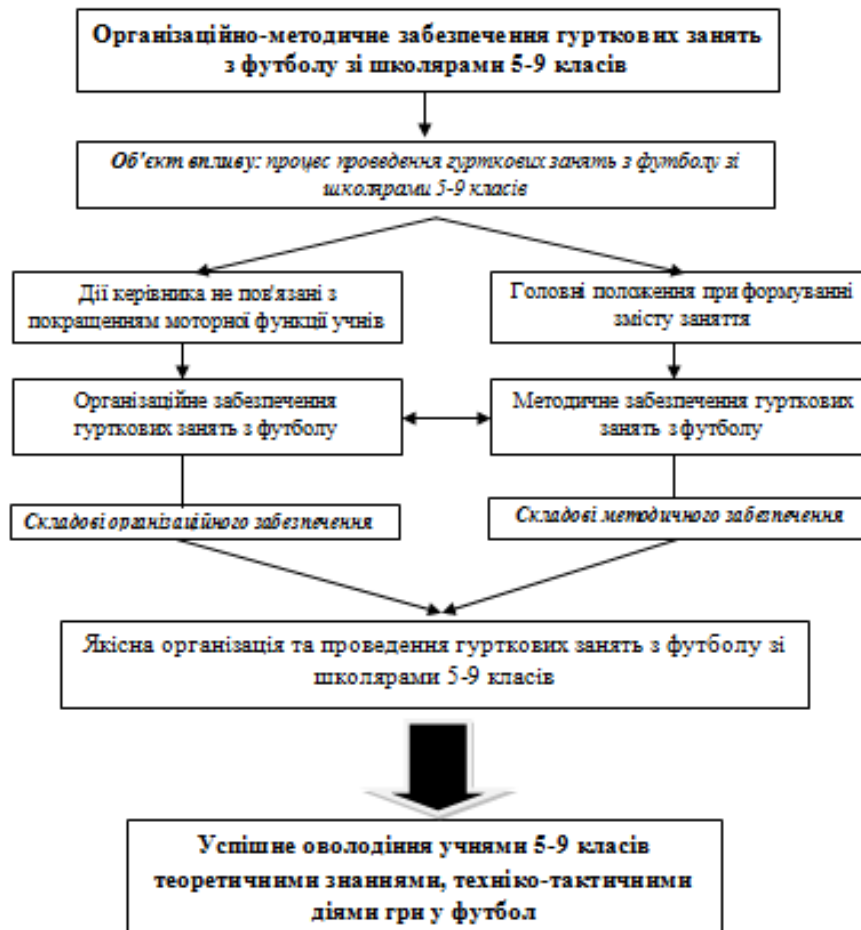 Організаційно-методичне забезпечення гурткових занять
з футболу зі школярами 5-9 класів
Об'єкт впливу: процес проведення гурткових занять з футболу зі
школярами 5-9 класів
Дії керівника не пов'язані з
покращенням моторної функції учнів
Головні положення при формуванні
змісту заняття
Організаційне забезпечення
гурткових занять з футболу
Методичне забезпечення гурткових
занять з футболу
Складові організаційного забезпечення
Складові методичного забезпечення
Якісна організація та проведення гурткових занять з футболу зі
школярами 5-9 класів
Успішне оволодіння учнями 5-9 класів
теоретичними знаннями, техніко-тактичними
діями гри у футбол